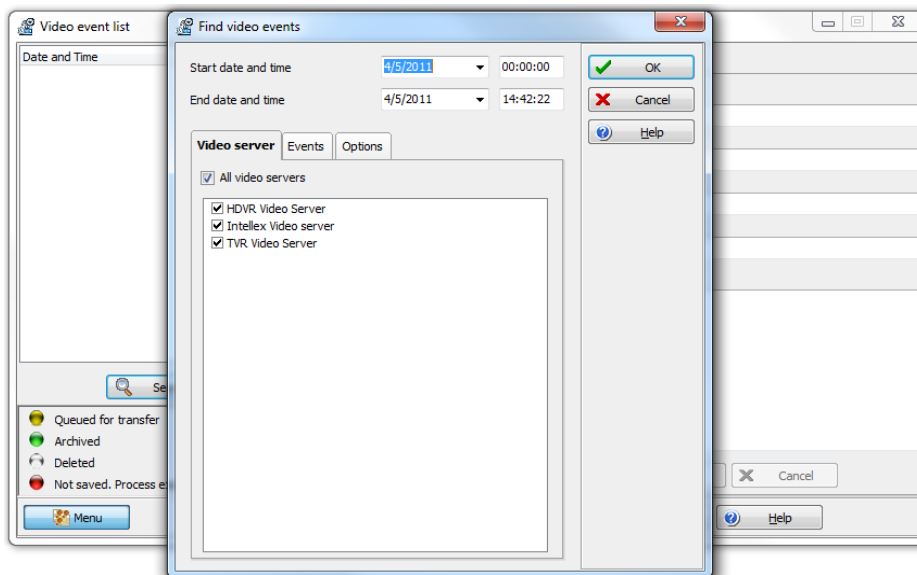 Video event list
Date and Time
Find video events
Start date and time 4/5/2011 00:00:00
End date and time 4/5/2011 14:42:22
OK
Cancel
Help
Video server Events Options
All video servers
HDVR Video Server
Intellex Video server
TVR Video Server
Queued for transfer
Archived
Deleted
Not saved. Process
Menu
Cancel
Help